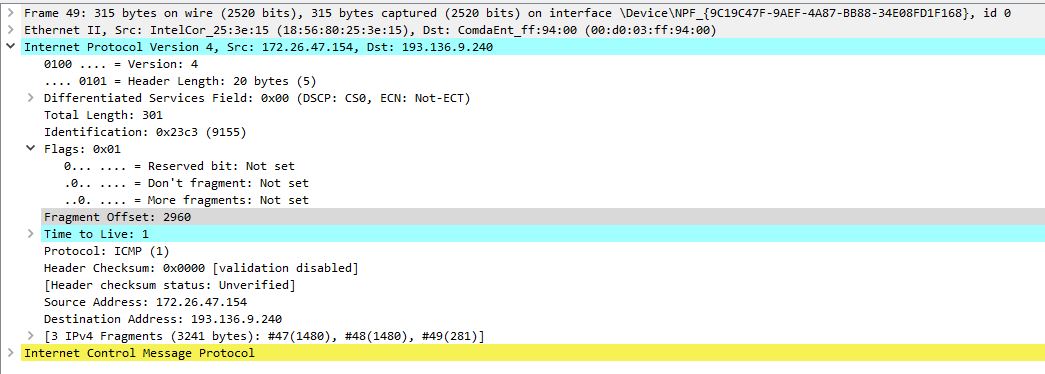 Frame 49: 315 bytes on wire (2520 bits), 315 bytes captured (2520 bits) on interface \Device\NPF_{9C19C47F-9AEF-4A87-BB88-34E08FD1F168}, id 0
Ethernet II, Src: IntelCor_25:3e:15 (18:56:80:25:3e:15), Dst: ComdaEnt_ff:94:00 (00:d0:03:ff:94:00)
Internet Protocol Version 4, Src: 172.26.47.154, Dst: 193.136.9.240
0100 .... = Version: 4
.... 0101 = Header Length: 20 bytes (5)
Differentiated Services Field: 0x00 (DSCP: CS0, ECN: Not-ECT)
Total Length: 301
Identification: 0x23c3 (9155)
Flags: 0x01
0... .... = Reserved bit: Not set
.0.. .... = Don't fragment: Not set
..0. .... = More fragments: Not set
Fragment Offset: 2960
Time to Live: 1
Protocol: ICMP (1)
Header Checksum: 0x0000 [validation disabled]
[Header checksum status: Unverified]
Source Address: 172.26.47.154
Destination Address: 193.136.9.240
[3 IPv4 Fragments (3241 bytes): #47(1480), #48(1480), #49(281)]
Internet Control Message Protocol